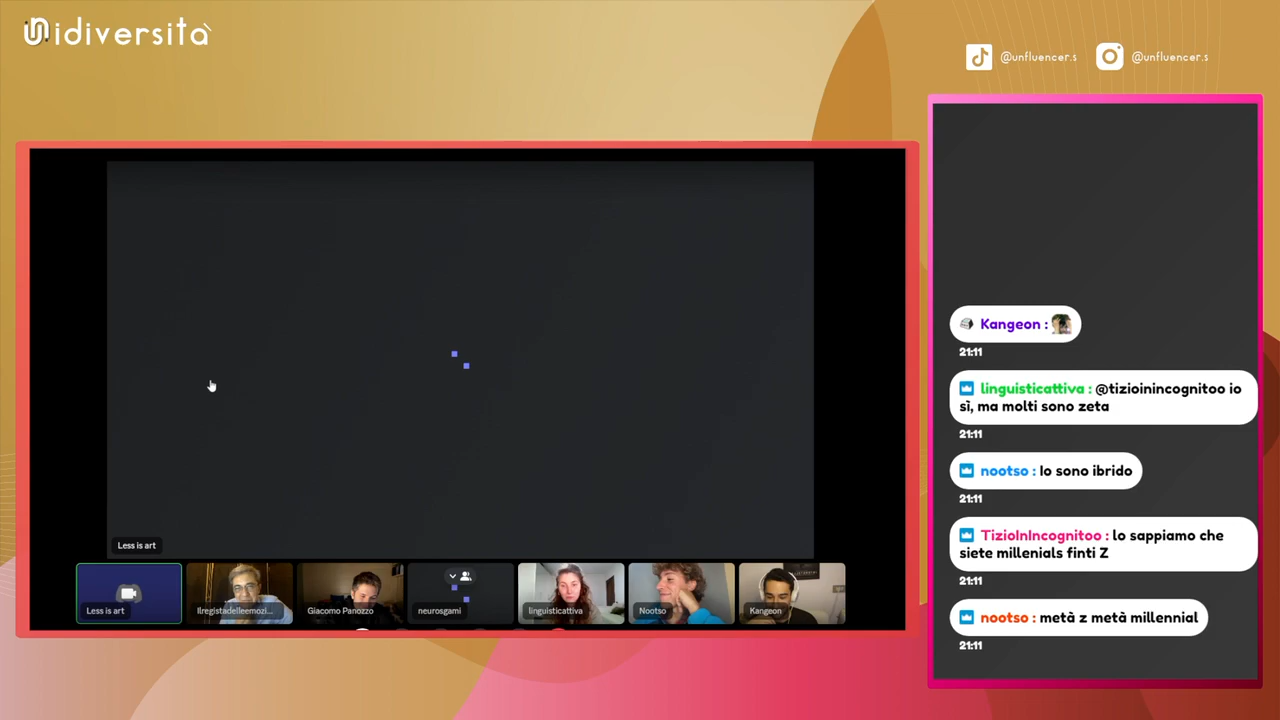 Unidiversità
@unfluencer.s
@unfluencer.s
Less is art
Less is art
Ilregistadelleemozi...
Giacomo Panozzo
neurosgami
linguisticattiva
Nootso
Kangeon
Kangeon :
21:11
linguisticattiva : @tizioinincognitoo io
sì, ma molti sono zeta
21:11
nootso : Io sono ibrido
21:11
TizioInIncognitoo : lo sappiamo che
siete millenials finti Z
21:11
nootso : metà z metà millennial
21:11